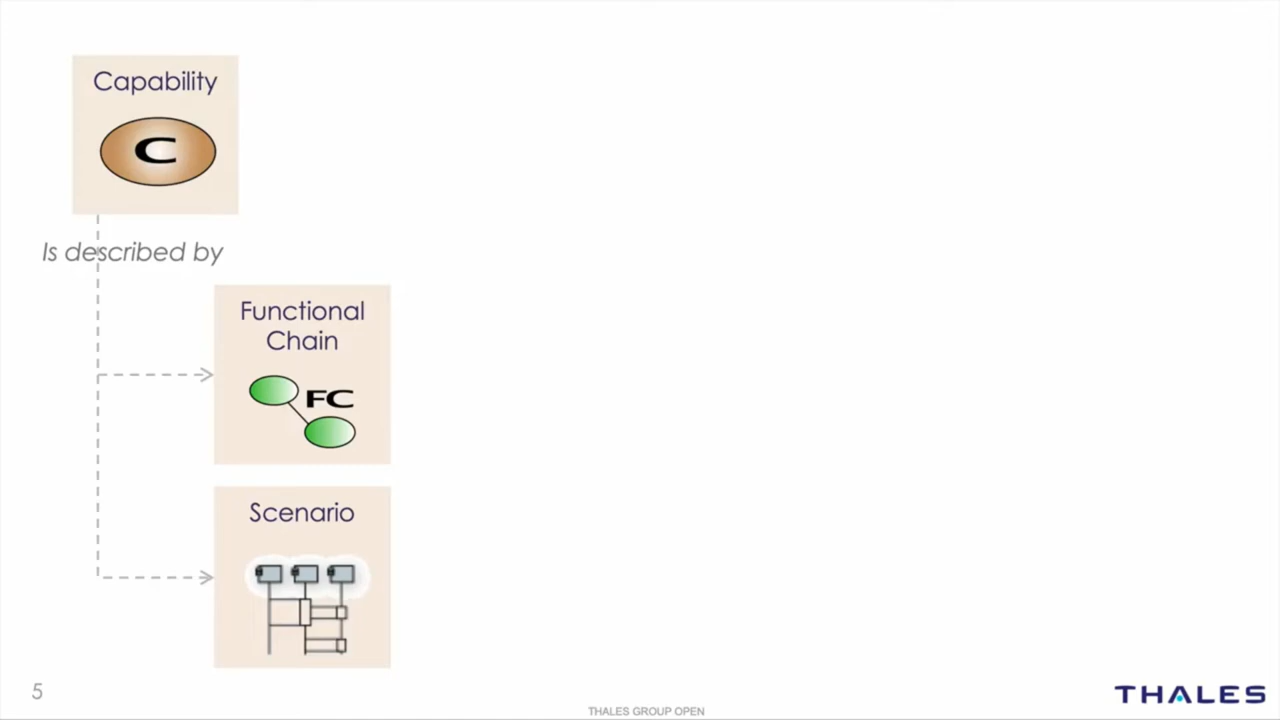 Capability
C
Is described by
Functional
Chain
FC
Scenario
5
THALES GROUP OPEN
THALES